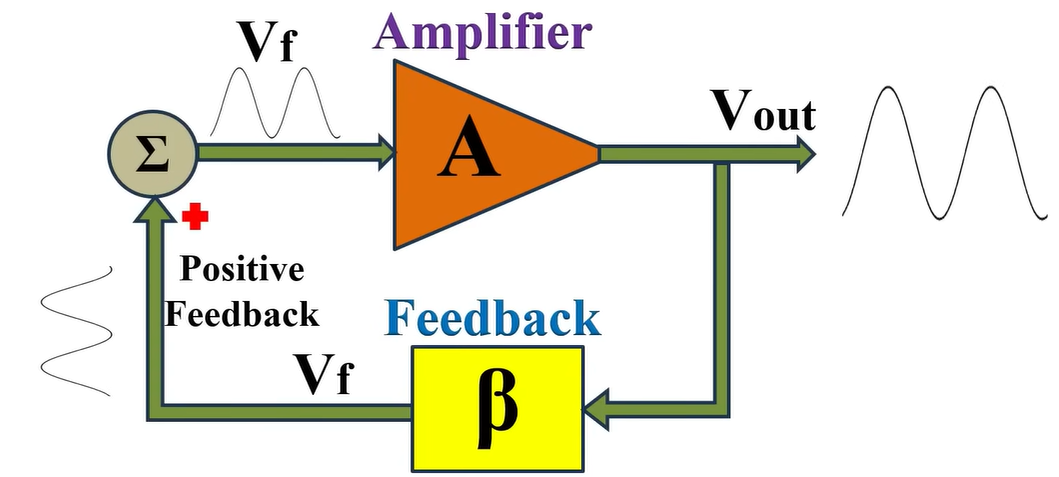 Vf
Amplifier
Vout
Σ
A
Positive
Feedback
Feedback
Vf
β